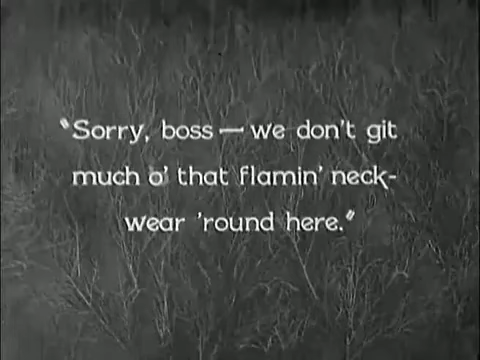 "Sorry, boss — we don't git
much o' that flamin' neck-
wear 'round here."